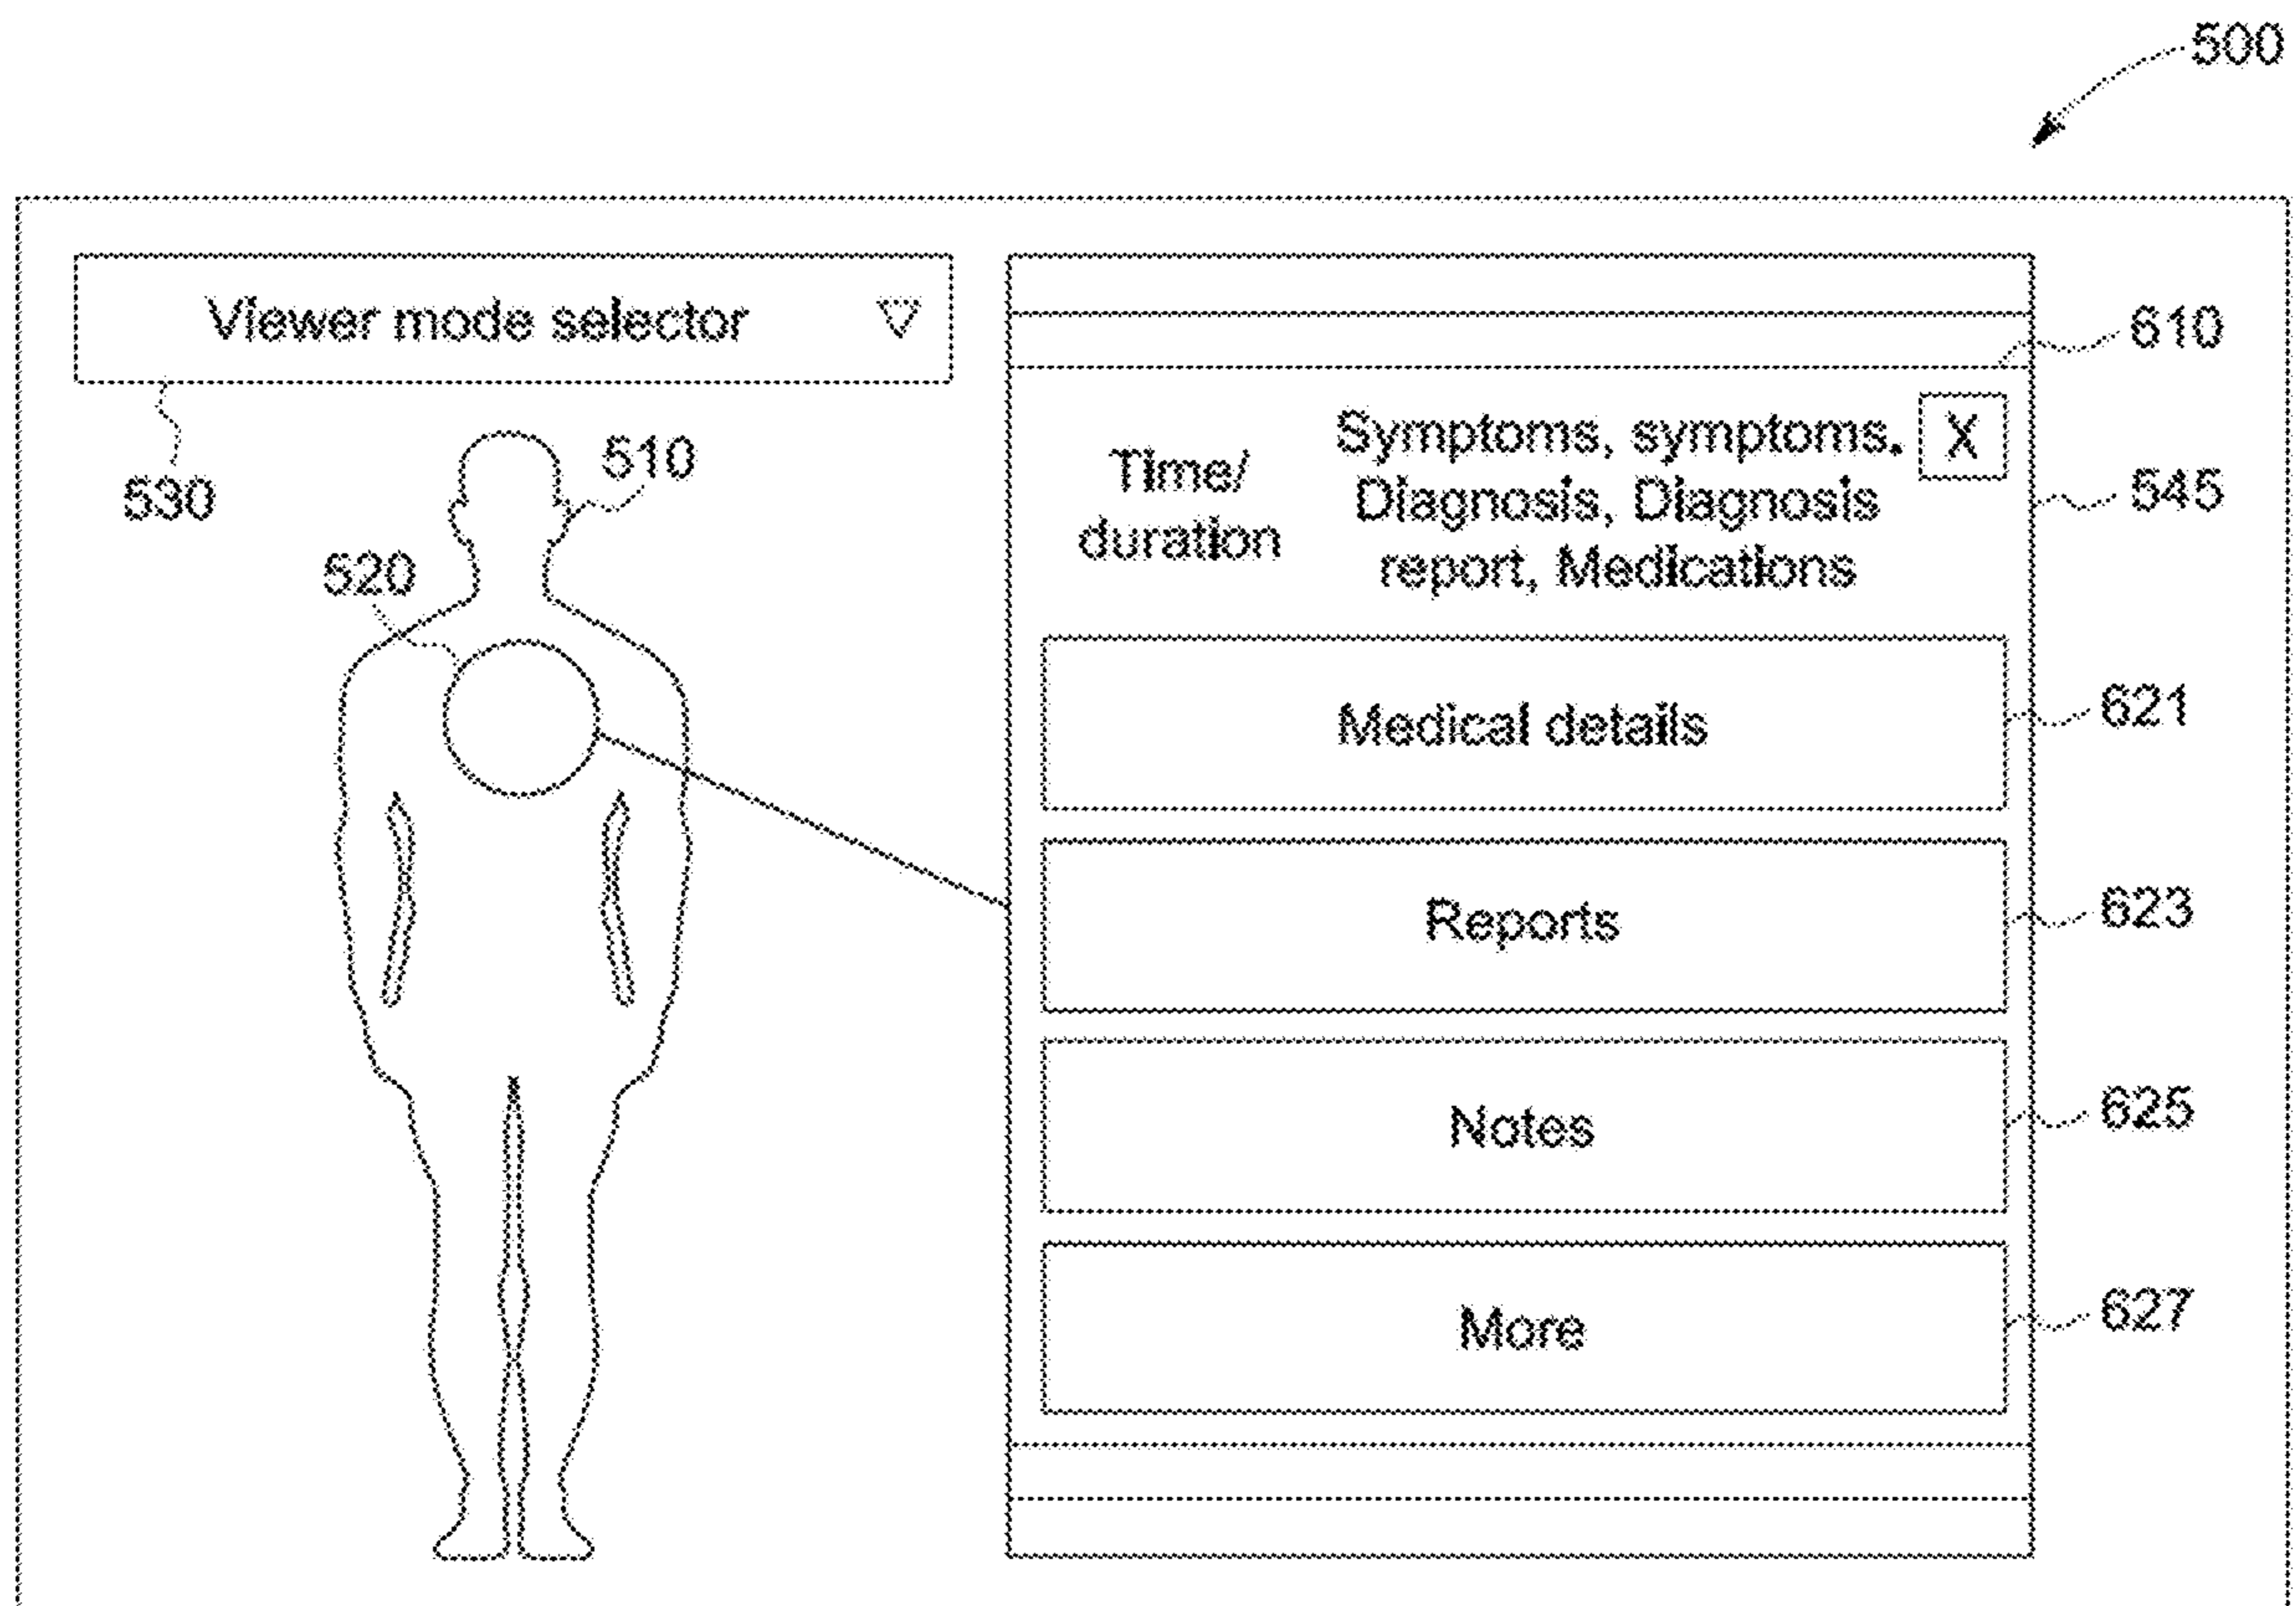 500
Viewer mode selector
610
Symptoms, symptoms. X
Time/
duration
Diagnosis, Diagnosis
report, Medications
510
530
545
520
Medical details
621
Reports
623
Notes
625
More
627